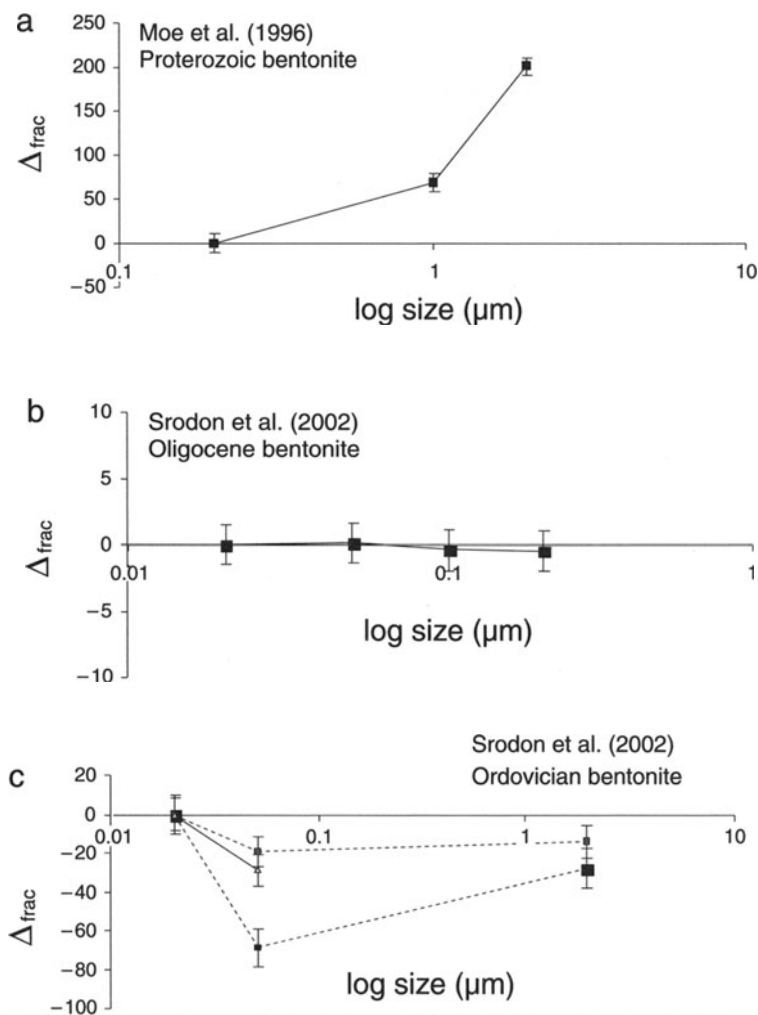 a
Moe et al. (1996)
Proterozoic bentonite
250
200
150
100
50
0
−50
Δfrac
0.1
1
10
log size (µm)
b
Srodon et al. (2002)
Oligocene bentonite
10
5
0
−5
−10
Δfrac
0.01
0.1
1
log size (µm)
c
Srodon et al. (2002)
Ordovician bentonite
20
0
−20
−40
−60
−80
−100
Δfrac
0.01
0.1
1
10
log size (µm)